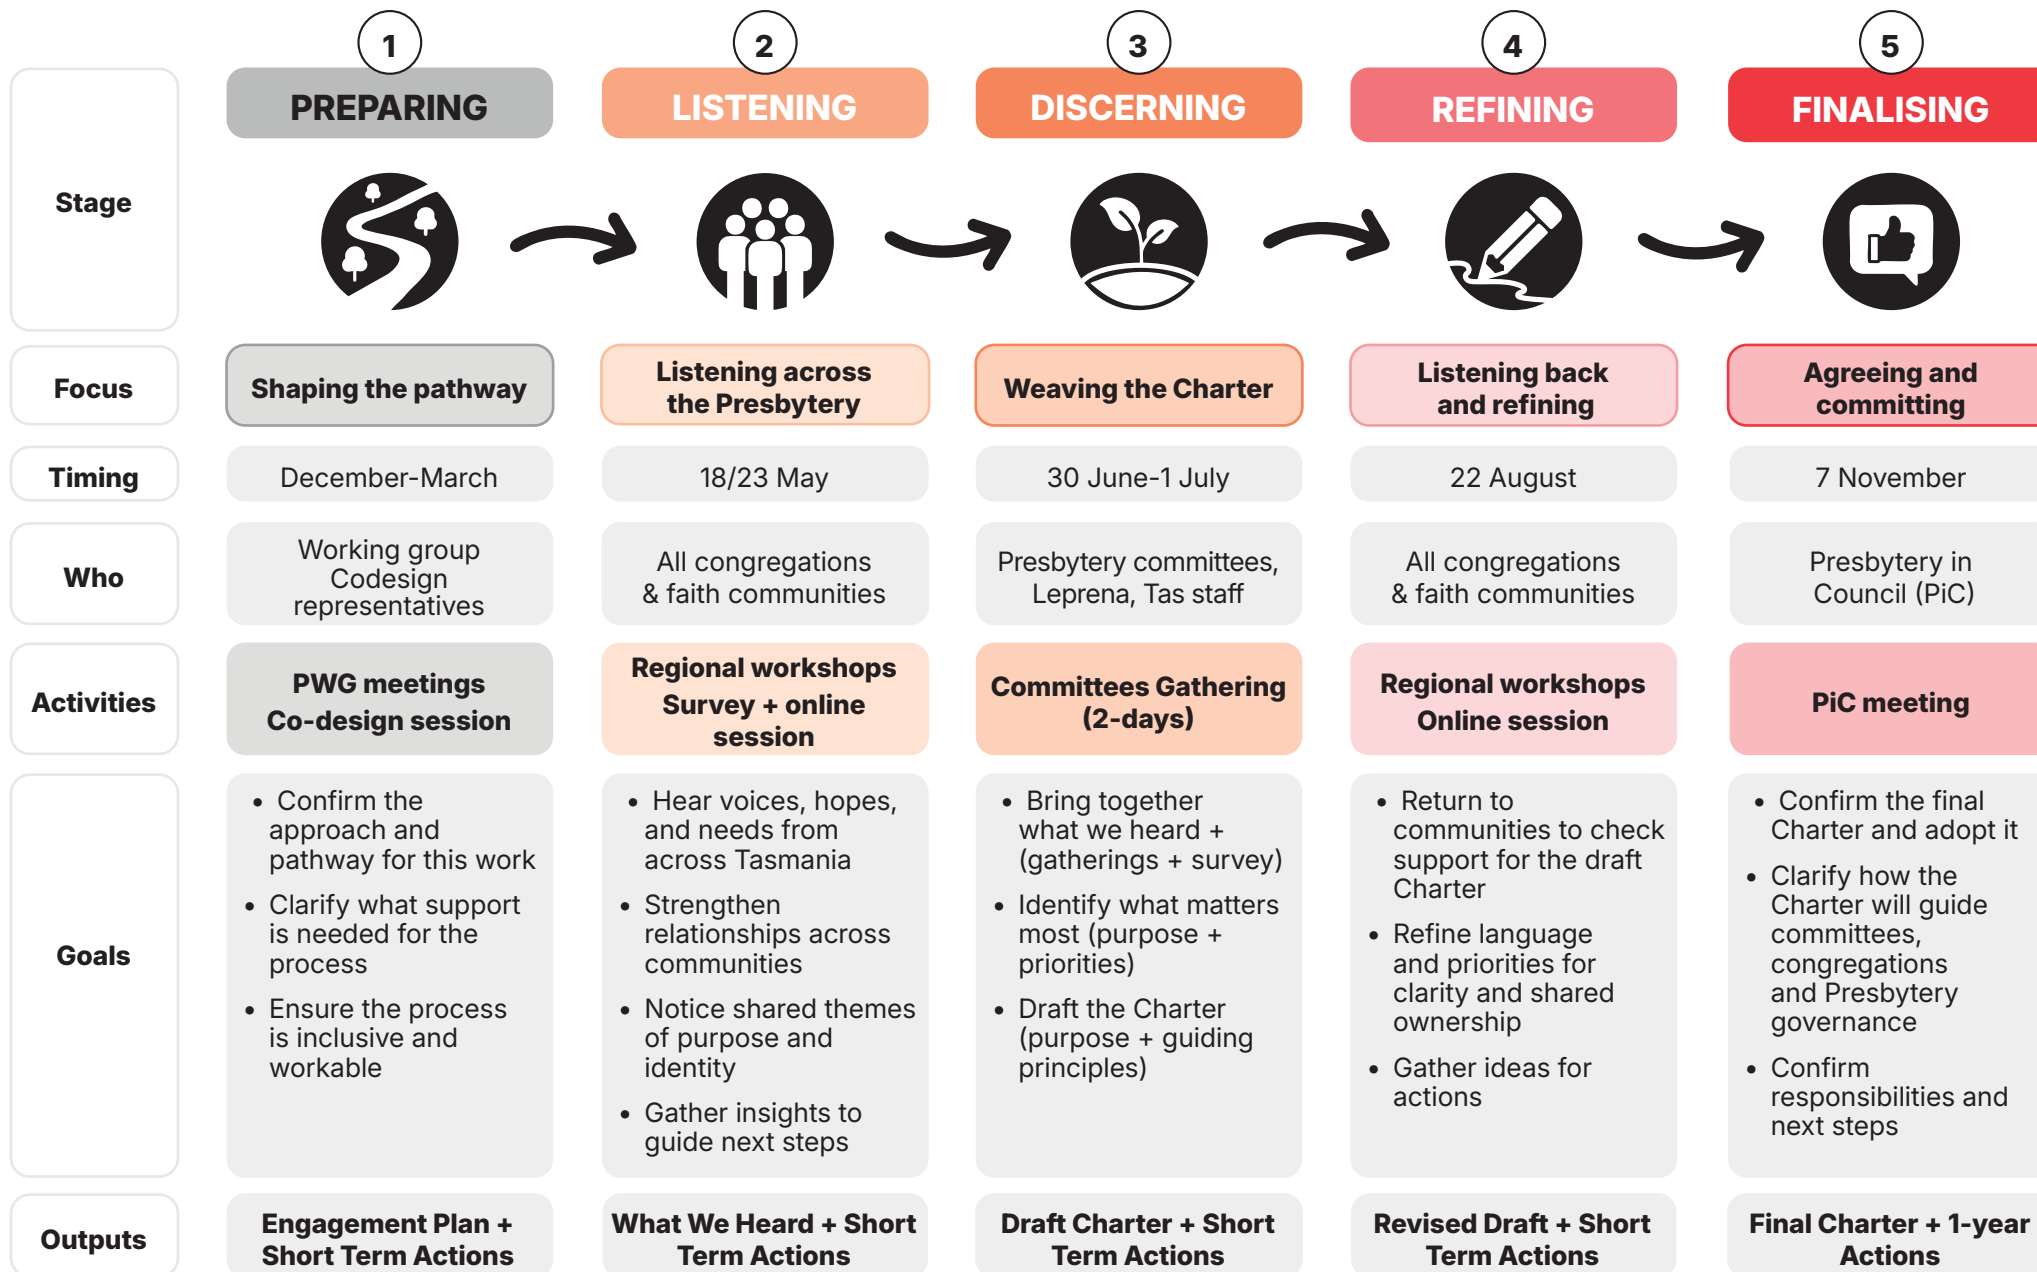 1
2
3
4
5
Stage
PREPARING
LISTENING
DISCERNING
REFINING
FINALISING
Focus
Shaping the pathway
Listening across
the Presbytery
Weaving the Charter
Listening back
and refining
Agreeing and
committing
Timing
December-March
18/23 May
30 June-1 July
22 August
7 November
Who
Working group
Codesign
representatives
All congregations
& faith communities
Presbytery committees,
Leprena, Tas staff
All congregations
& faith communities
Presbytery in
Council (PiC)
Activities
PWG meetings
Co-design session
Regional workshops
Survey + online
session
Committees Gathering
(2-days)
Regional workshops
Online session
PiC meeting
Goals
• Confirm the
approach and
pathway for this work
• Clarify what support
is needed for the
process
• Ensure the process
is inclusive and
workable
• Hear voices, hopes,
and needs from
across Tasmania
• Strengthen
relationships across
communities
• Notice shared themes
of purpose and
identity
• Gather insights to
guide next steps
• Bring together
what we heard +
(gatherings + survey)
• Identify what matters
most (purpose +
priorities)
• Draft the Charter
(purpose + guiding
principles)
• Return to
communities to check
support for the draft
Charter
• Refine language
and priorities for
clarity and shared
ownership
• Gather ideas for
actions
• Confirm the final
Charter and adopt it
• Clarify how the
Charter will guide
committees,
congregations
and Presbytery
governance
• Confirm
responsibilities and
next steps
Outputs
Engagement Plan +
Short Term Actions
What We Heard + Short
Term Actions
Draft Charter + Short
Term Actions
Revised Draft + Short
Term Actions
Final Charter + 1-year
Actions